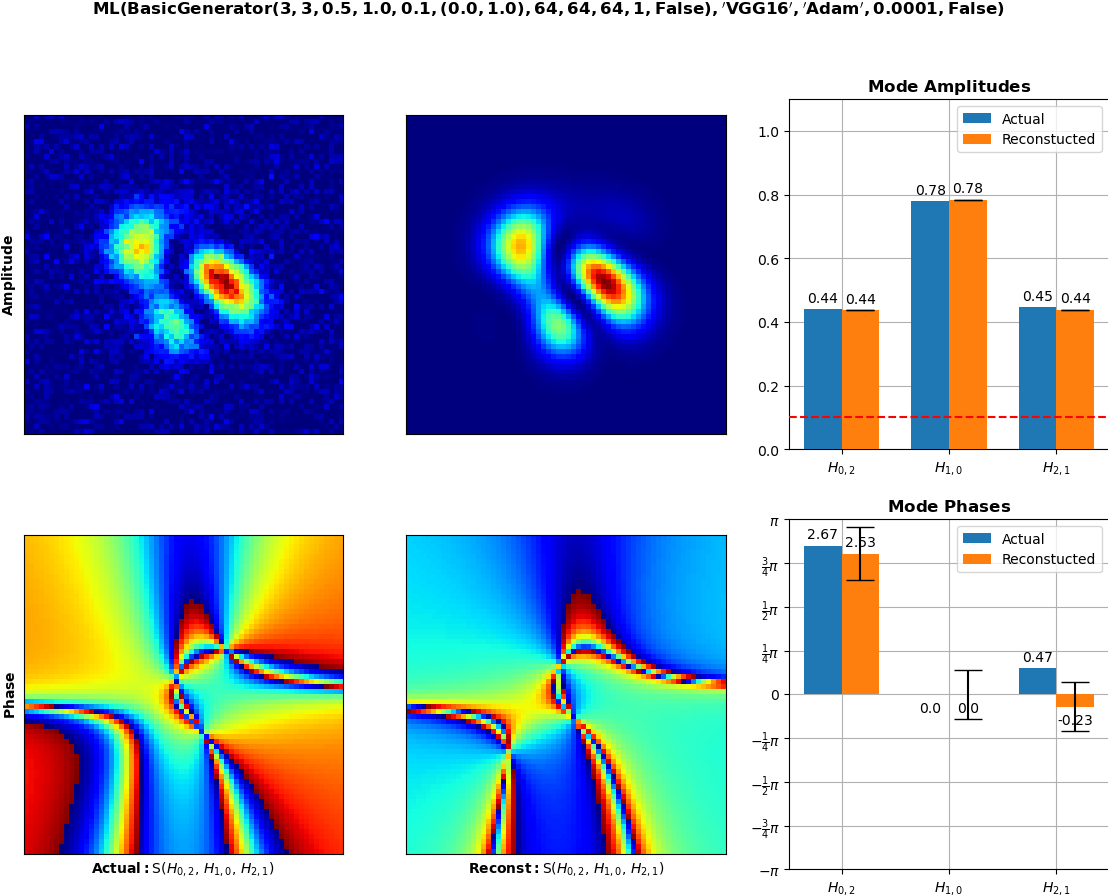 ML(BasicGenerator(3, 3, 0.5, 1.0, 0.1, (0.0, 1.0), 64, 64, 64, 1, False), ′VGG16′, ′Adam′, 0.0001, False)
Amplitude
Mode Amplitudes
Actual
Reconstucted
1.0
0.8
0.6
0.4
0.2
0.0
0.44 0.44
0.78 0.78
0.45 0.44
H0, 2
H1, 0
H2, 1
Phase
Actual: S(H0, 2, H1, 0, H2, 1)
Reconst: S(H0, 2, H1, 0, H2, 1)
Mode Phases
Actual
Reconstucted
π
3/4π
1/2π
1/4π
0
−1/4π
−1/2π
−3/4π
−π
2.67 2.53
0.0 0.0
0.47 -0.23
H0, 2
H1, 0
H2, 1